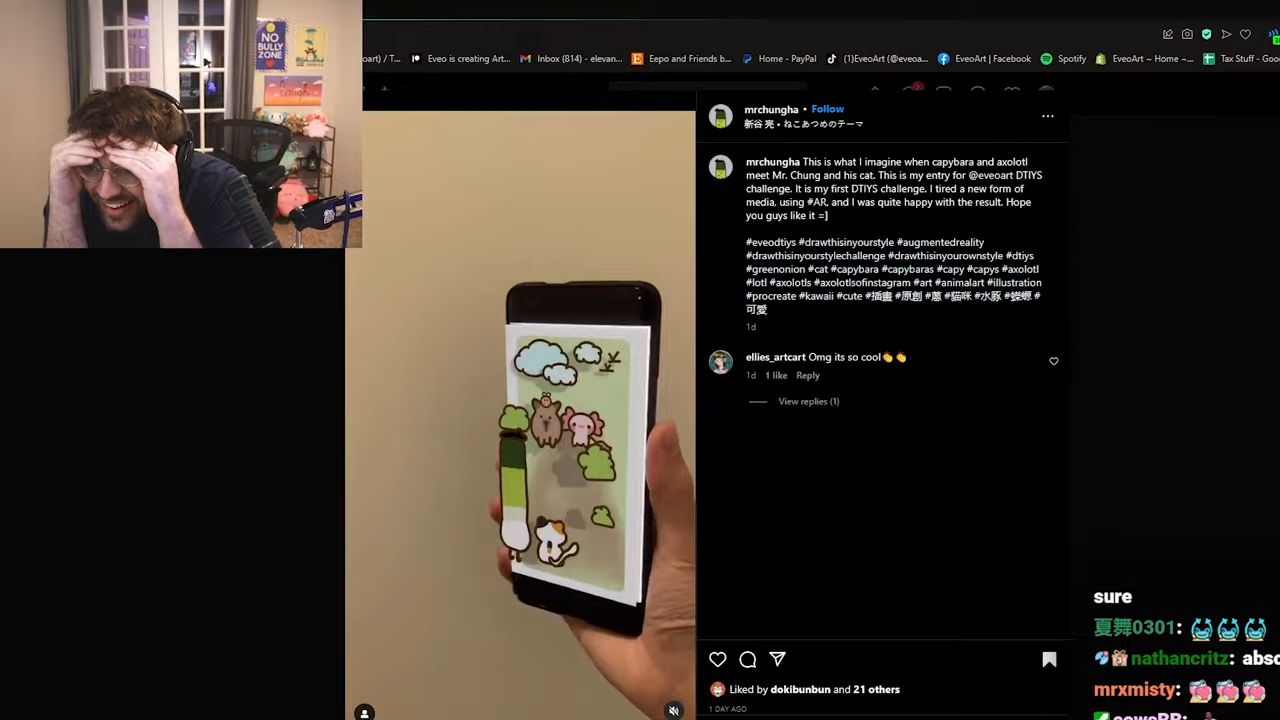 NO
BULLY
ZONE
laugh
oart) / T...
Eveo is creating Art...
Inbox (814) - elevan...
Eepo and Friends b...
Home - PayPal
(1)EveoArt (@eveoa...
EveoArt | Facebook
Spotify
EveoArt ~ Home ~...
Tax Stuff - Goo
mrchungha • Follow
新谷 亮 • ねこあつめのテーマ
mrchungha This is what I imagine when capybara and axolotl
meet Mr. Chung and his cat. This is my entry for @eveoart DTIYS
challenge. It is my first DTIYS challenge. I tired a new form of
media, using #AR, and I was quite happy with the result. Hope
you guys like it =]
#eveodtiys #drawthisinyourstyle #augmentedreality
#drawthisinyourstylechallenge #drawthisinyourownstyle #dtiys
#greenonion #cat #capybara #capybaras #capy #capys #axolotl
#lotl #axolotls #axolotlsofinstagram #art #animalart #illustration
#procreate #kawaii #cute #插畫 #原創 #蔥 #貓咪 #水豚 #蠑螈 #
可愛
1d
ellies_artcart Omg its so cool👏👏
1d 1 like Reply
View replies (1)
Liked by dokibunbun and 21 others
1 DAY AGO
sure
夏舞0301:
nathancritz: abso
mrxmisty: